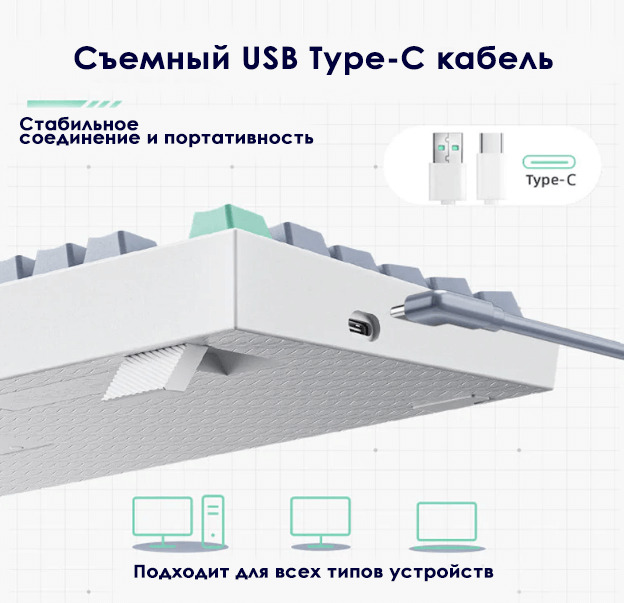 Съемный USB Type-C кабель
Стабильное
соединение и портативность
Type-C
Подходит для всех типов устройств